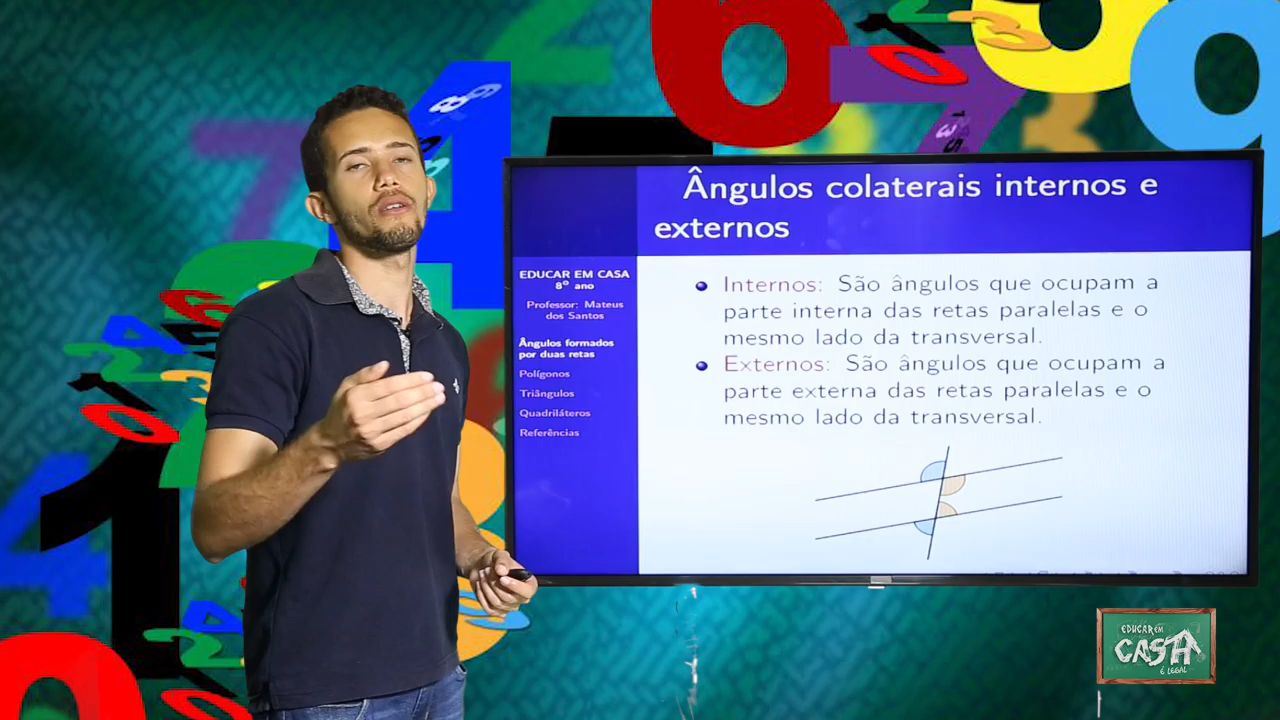 Ângulos colaterais internos e
externos
EDUCAR EM CASA
8º ano
Professor: Mateus
dos Santos
Ângulos formados
por duas retas
Polígonos
Triângulos
Quadriláteros
Referências
Internos: São ângulos que ocupam a
parte interna das retas paralelas e o
mesmo lado da transversal.
Externos: São ângulos que ocupam a
parte externa das retas paralelas e o
mesmo lado da transversal.
EDUCAR EM
CASA
É LEGAL